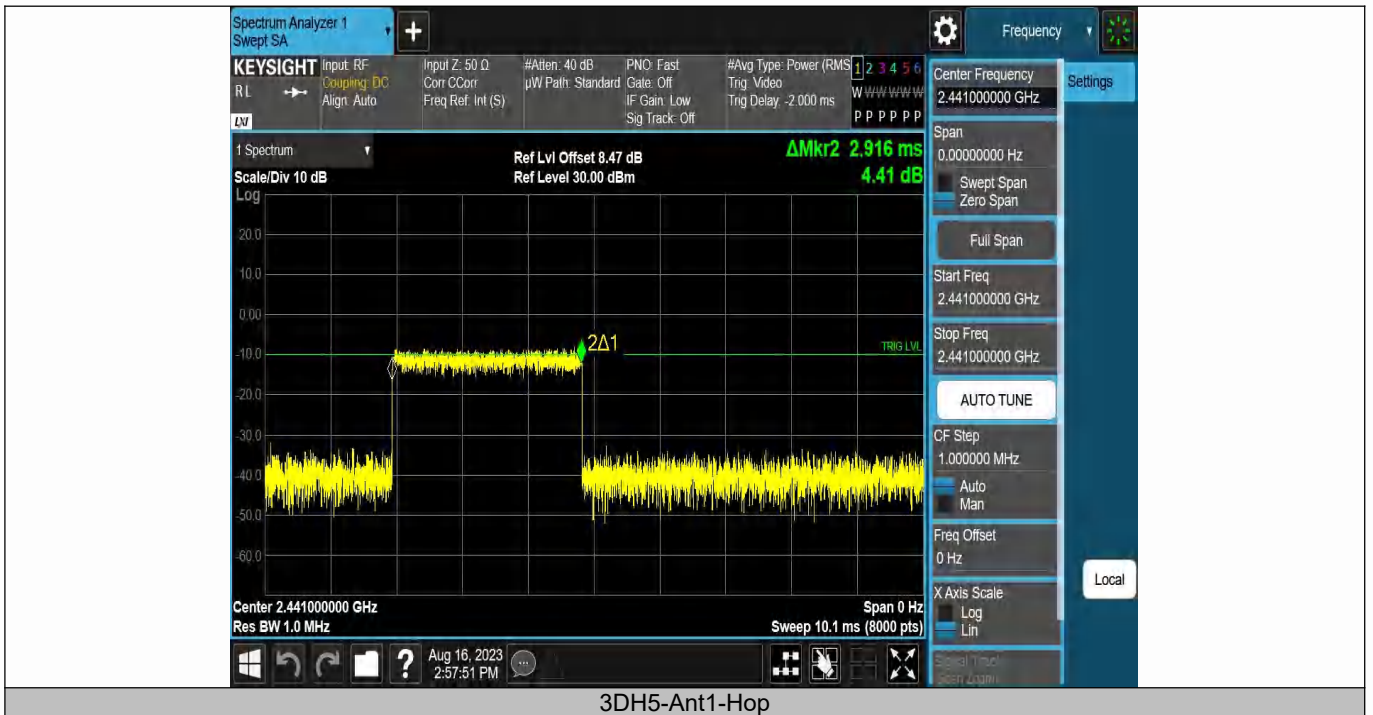 Spectrum Analyzer 1
Swept SA
+
Frequency
KEYSIGHT
RL
LXI
Input: RF
Coupling: DC
Align: Auto
Input Z: 50 Ω
Corr CCorr
Freq Ref: Int (S)
#Atten: 40 dB
µW Path: Standard
PNO: Fast
Gate: Off
IF Gain: Low
Sig Track: Off
#Avg Type: Power (RMS
Trig: Video
Trig Delay: -2.000 ms
1 2 3 4 5 6
W W W W W W
P P P P P P
Center Frequency
2.441000000 GHz
Settings
1 Spectrum
Scale/Div 10 dB
Log
Ref Lvl Offset 8.47 dB
Ref Level 30.00 dBm
ΔMkr2 2.916 ms
4.41 dB
20.0
10.0
0.00
-10.0
-20.0
-30.0
-40.0
-50.0
-60.0
2Δ1
TRIG LVL
Center 2.441000000 GHz
Res BW 1.0 MHz
Span 0 Hz
Sweep 10.1 ms (8000 pts)
Span
0.00000000 Hz
Swept Span
Zero Span
Full Span
Start Freq
2.441000000 GHz
Stop Freq
2.441000000 GHz
AUTO TUNE
CF Step
1.000000 MHz
Auto
Man
Freq Offset
0 Hz
X Axis Scale
Log
Lin
Local
Signal Track
?
Aug 16, 2023
2:57:51 PM
3DH5-Ant1-Hop